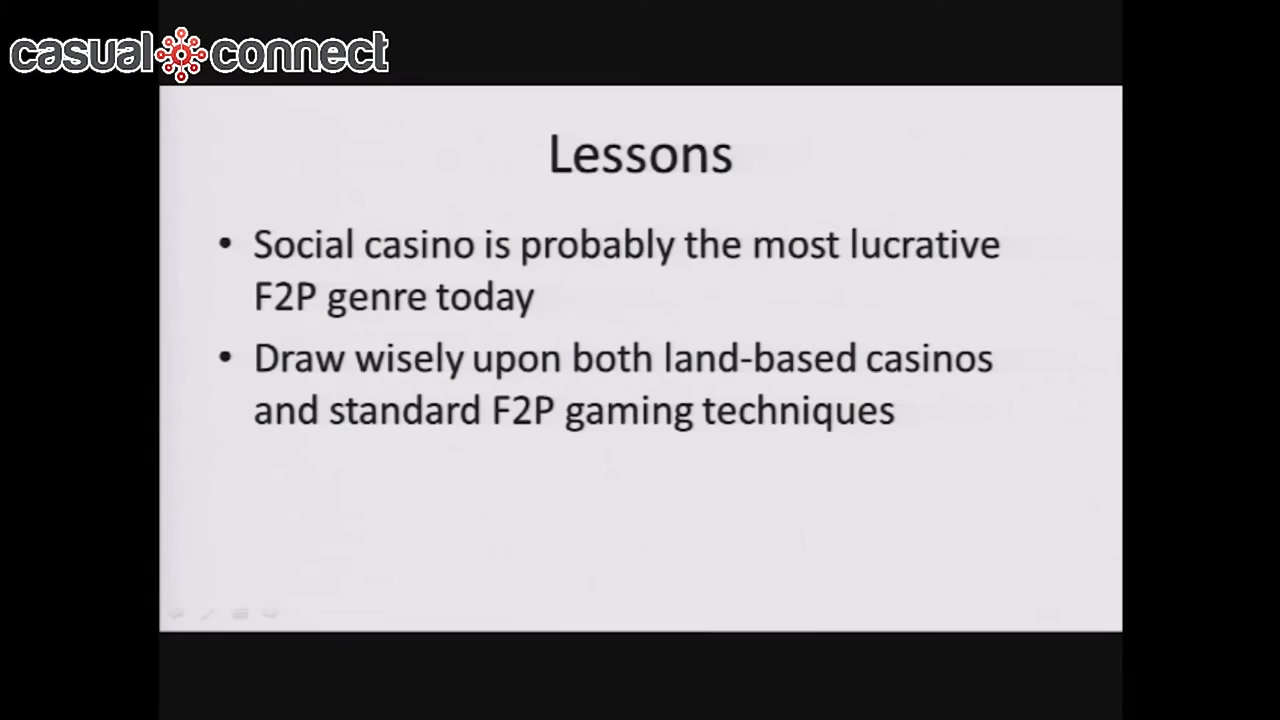 casual connect
Lessons
• Social casino is probably the most lucrative
F2P genre today
• Draw wisely upon both land-based casinos
and standard F2P gaming techniques